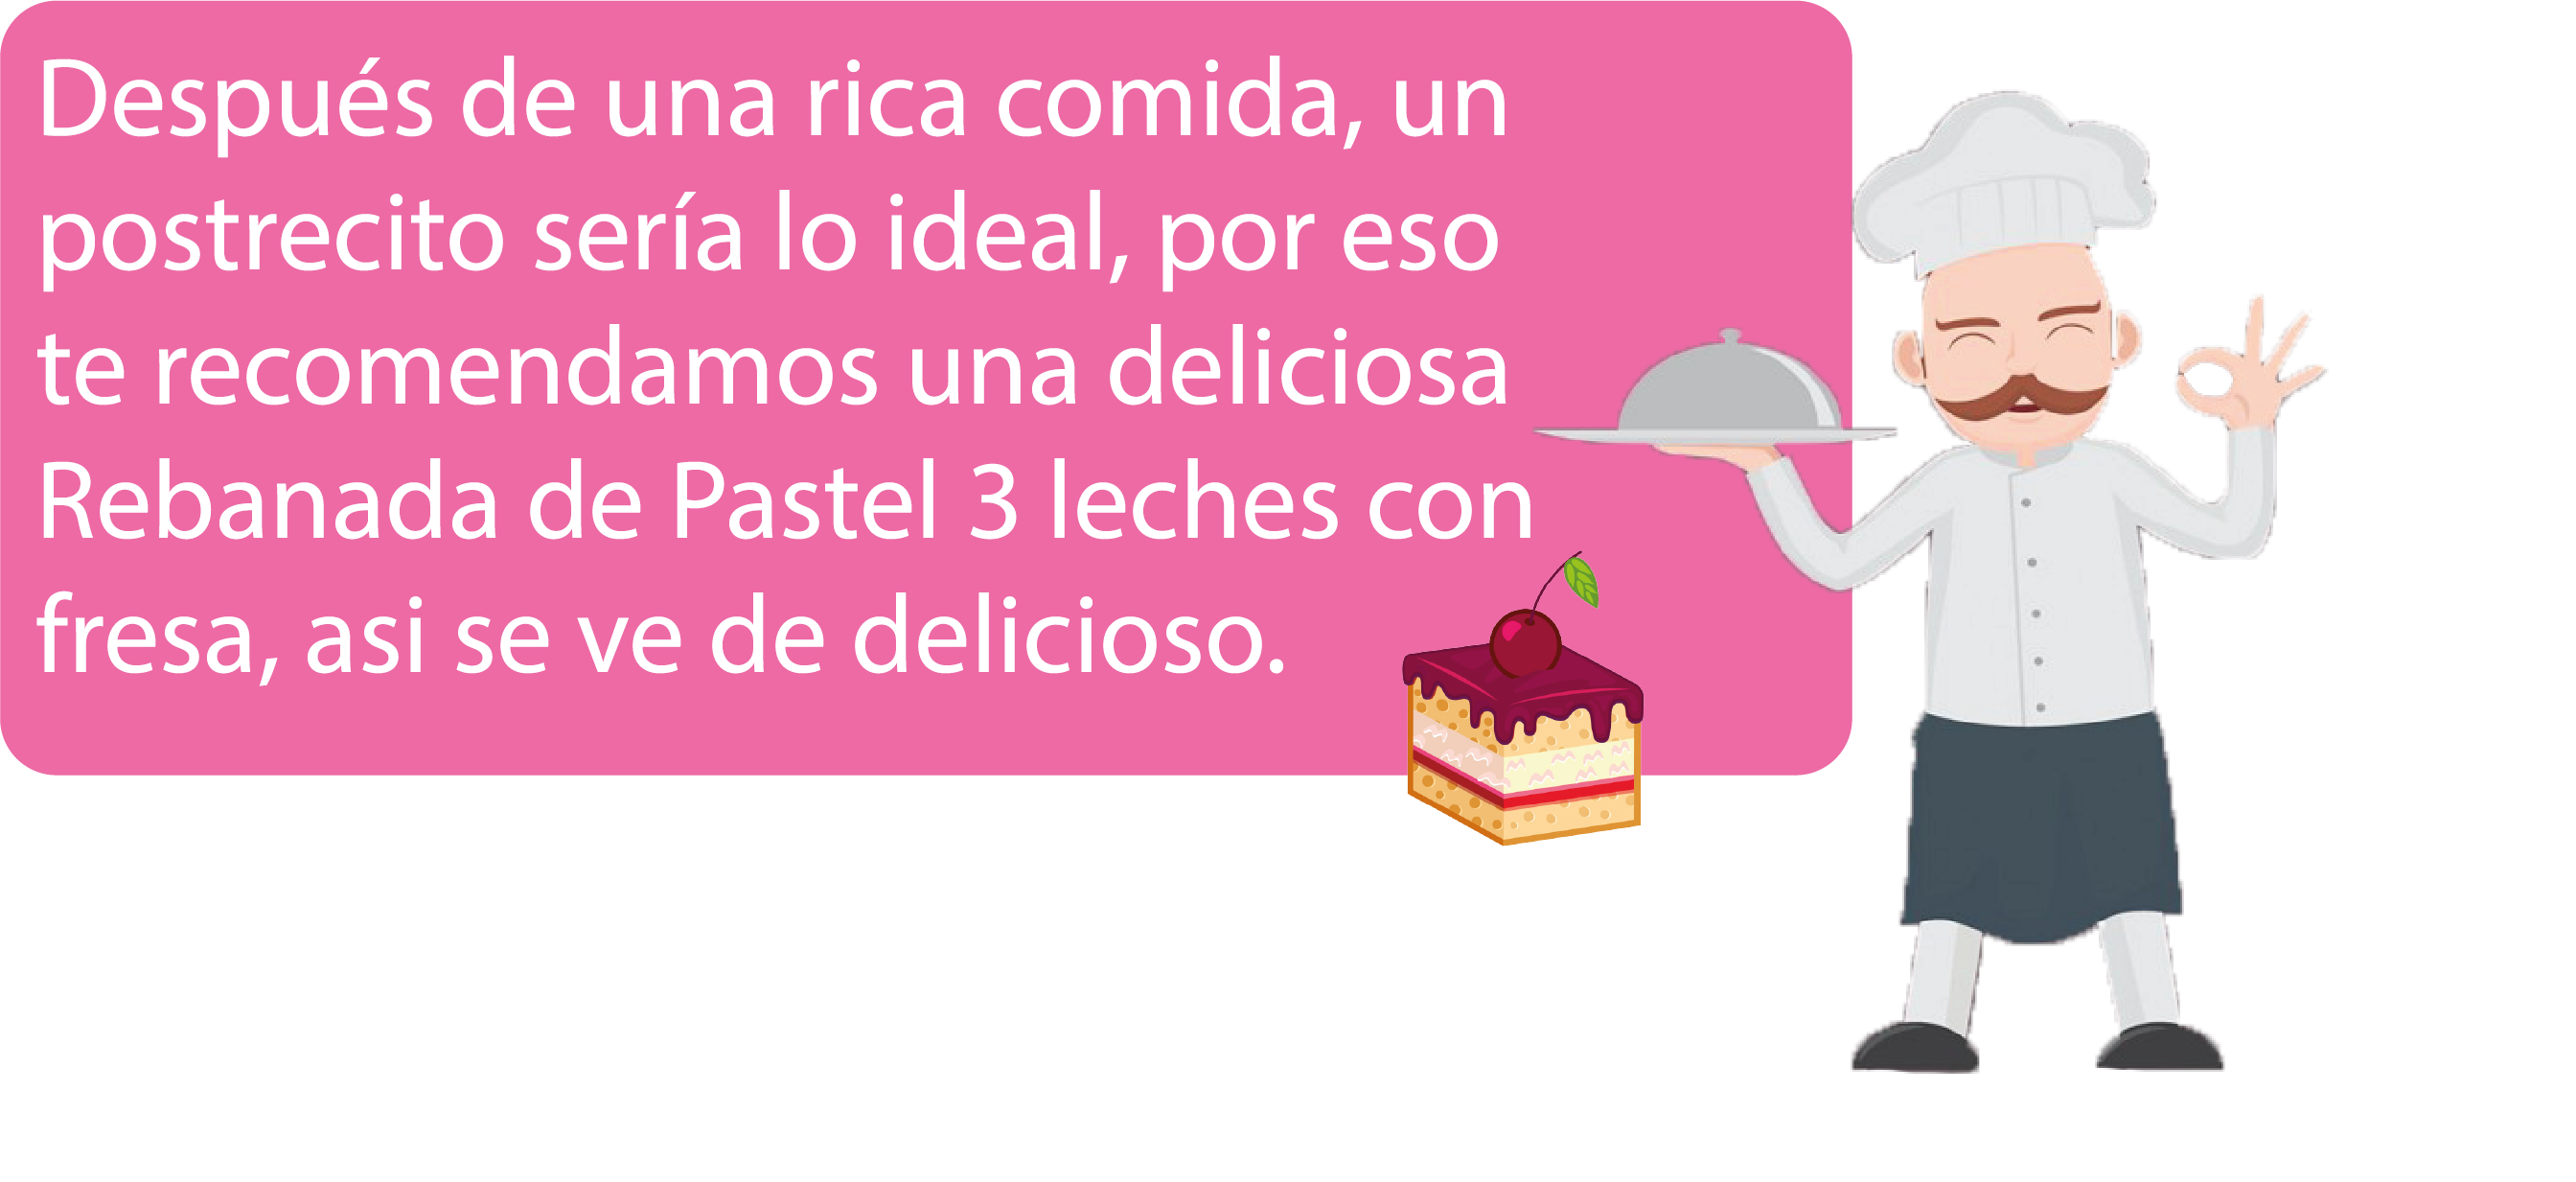 Después de una rica comida, un
postrecito sería lo ideal, por eso
te recomendamos una deliciosa
Rebanada de Pastel 3 leches con
fresa, asi se ve de delicioso.